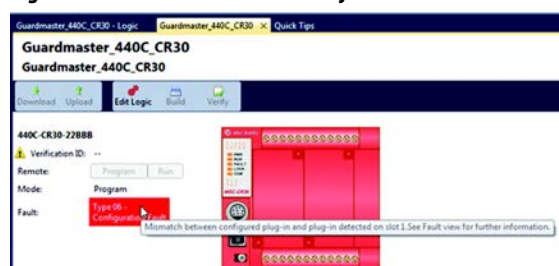 Guardmaster_440C_CR30 - Logic Guardmaster_440C_CR30 × Quick Tips
Guardmaster_440C_CR30
Guardmaster_440C_CR30
Download Upload Edit Logic Build Verify
440C-CR30-22BBB
Verification ID: --
Remote: Program Run
Mode: Program
Fault: Type 06 -
Configuration Fault
Mismatch between configured plug-in and plug-in detected on slot 1.See Fault view for further information.